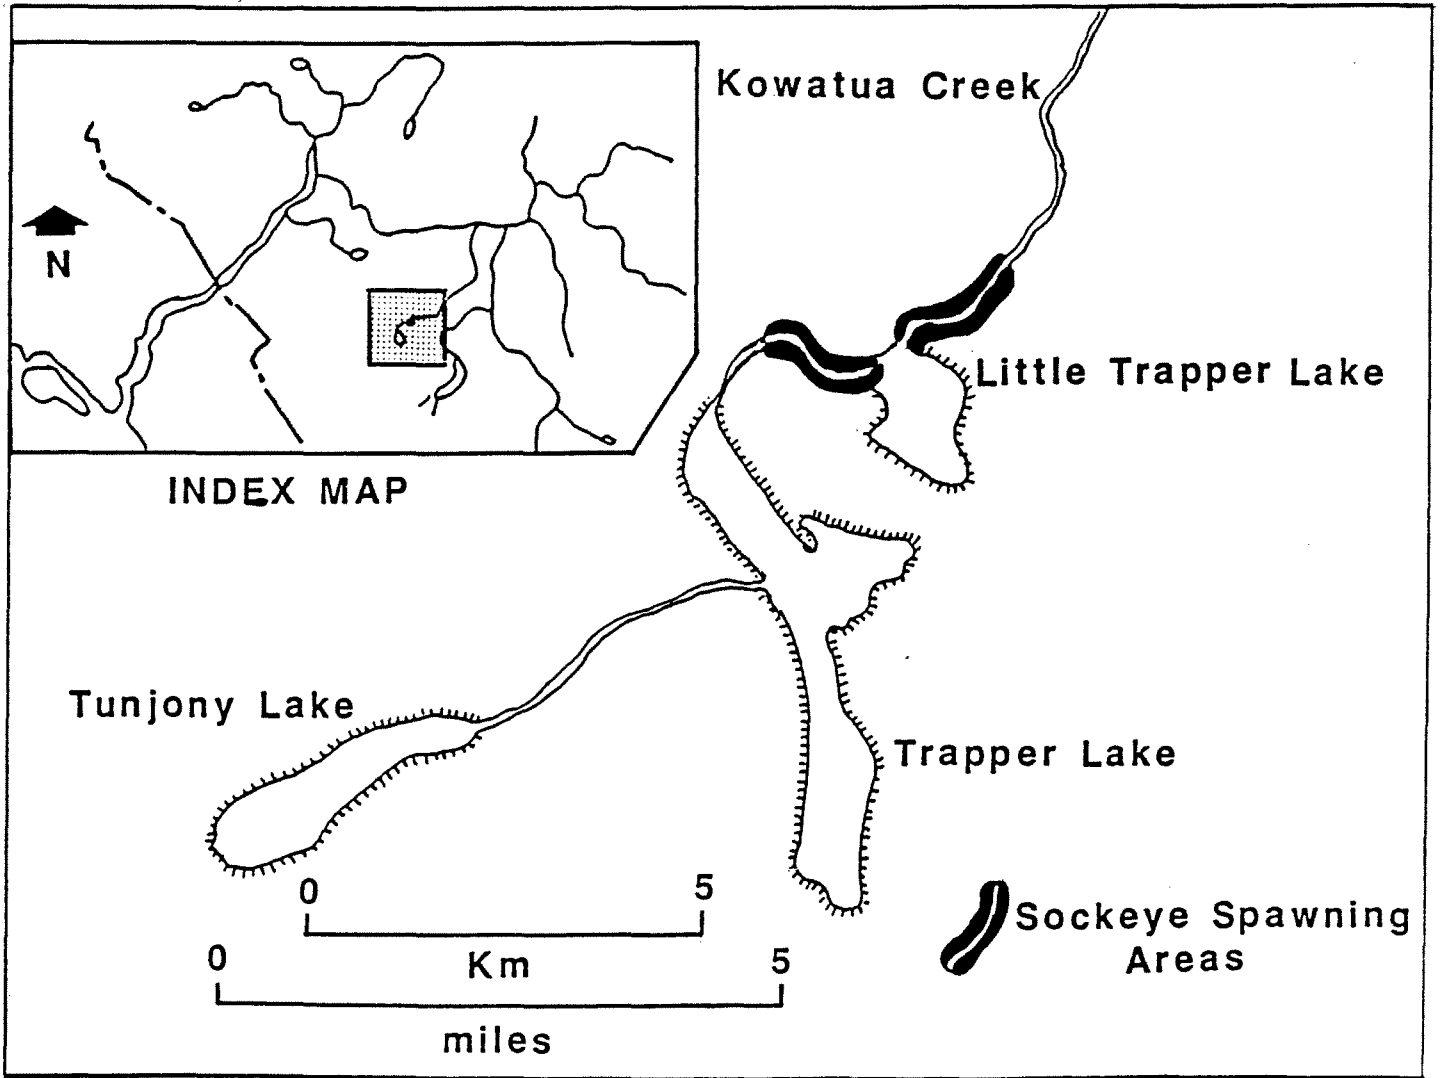 Kowatua Creek
N
Little Trapper Lake
INDEX MAP
Tunjony Lake
Trapper Lake
0 5
Km
0 5
miles
Sockeye Spawning
Areas